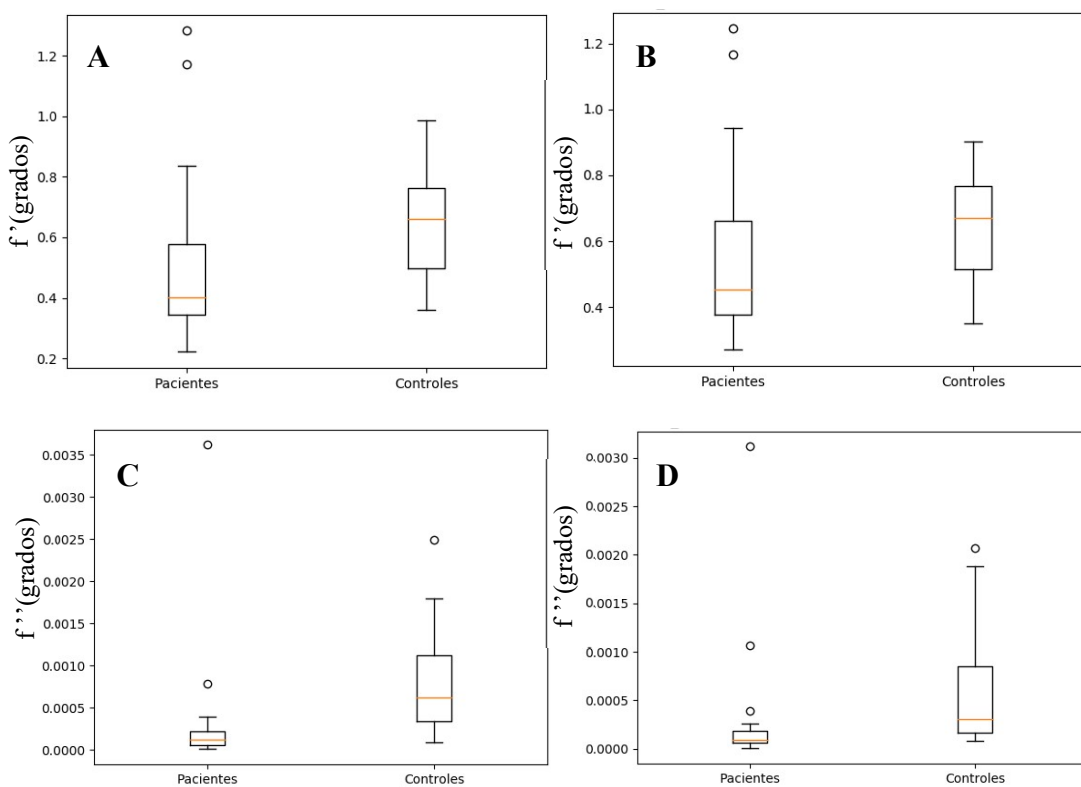 A
f '(grados)
1.2
1.0
0.8
0.6
0.4
0.2
Pacientes Controles
B
f '(grados)
1.2
1.0
0.8
0.6
0.4
Pacientes Controles
C
f ''(grados)
0.0035
0.0030
0.0025
0.0020
0.0015
0.0010
0.0005
0.0000
Pacientes Controles
D
f ''(grados)
0.0030
0.0020
0.0015
0.0010
0.0005
0.0000
Pacientes Controles